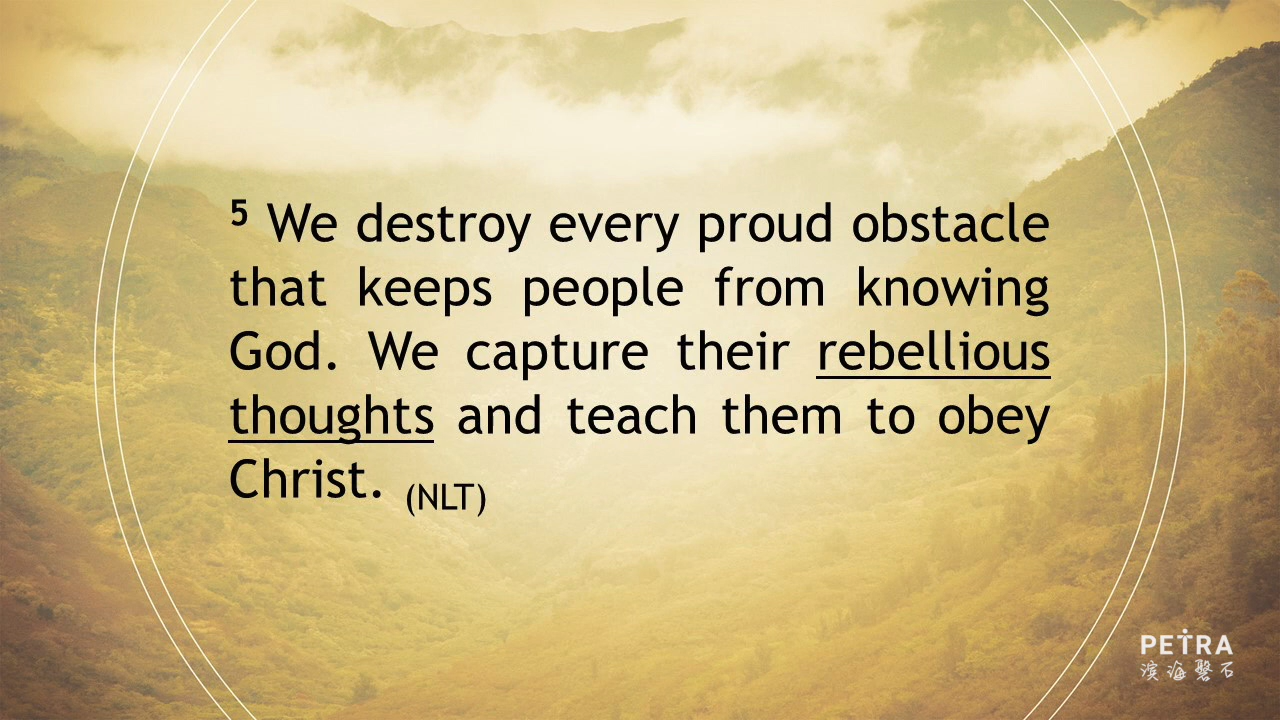 5 We destroy every proud obstacle
that keeps people from knowing
God. We capture their rebellious
thoughts and teach them to obey
Christ. (NLT)
PETRA
滨海磐石